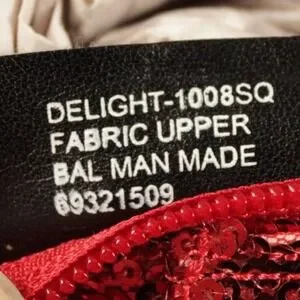 DELIGHT-1008SQ
FABRIC UPPER
BAL MAN MADE
69321509